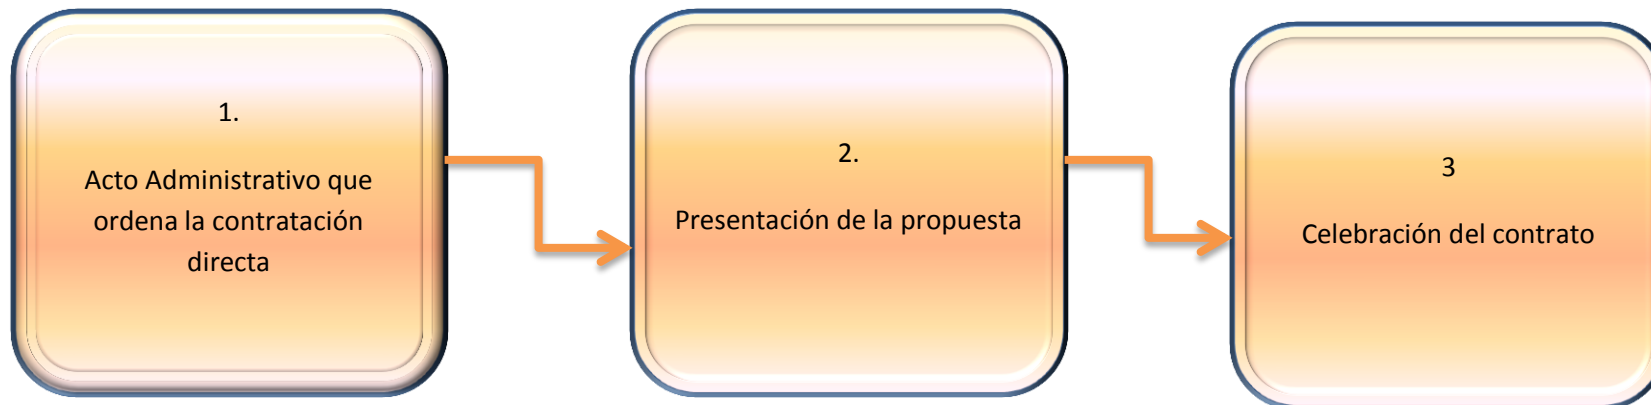 1.
Acto Administrativo que
ordena la contratación
directa
2.
Presentación de la propuesta
3
Celebración del contrato